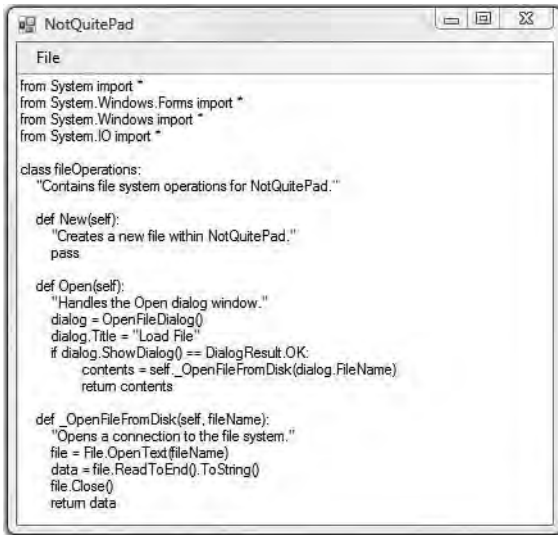 NotQuitePad
File
from System import *
from System.Windows.Forms import *
from System.Windows import *
from System.IO import *
class fileOperations:
"Contains file system operations for NotQuitePad."
def New(self):
"Creates a new file within NotQuitePad."
pass
def Open(self):
"Handles the Open dialog window."
dialog = OpenFileDialog()
dialog.Title = "Load File"
if dialog.ShowDialog() == DialogResult.OK:
contents = self._OpenFileFromDisk(dialog.FileName)
return contents
def _OpenFileFromDisk(self, fileName):
"Opens a connection to the file system."
file = File.OpenText(fileName)
data = file.ReadToEnd().ToString()
file.Close()
return data